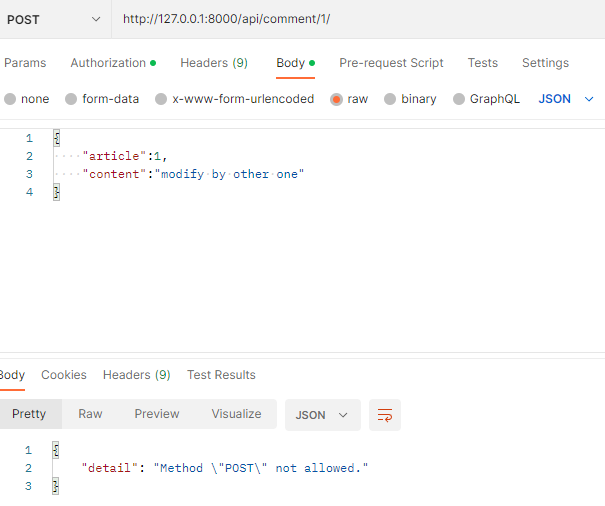 POST http://127.0.0.1:8000/api/comment/1/
Params Authorization Headers (9) Body Pre-request Script Tests Settings
none form-data x-www-form-urlencoded raw binary GraphQL JSON
1 {
2 "article":1,
3 "content":"modify by other one"
4 }
Body Cookies Headers (9) Test Results
Pretty Raw Preview Visualize JSON
1 {
2 "detail": "Method \"POST\" not allowed."
3 }